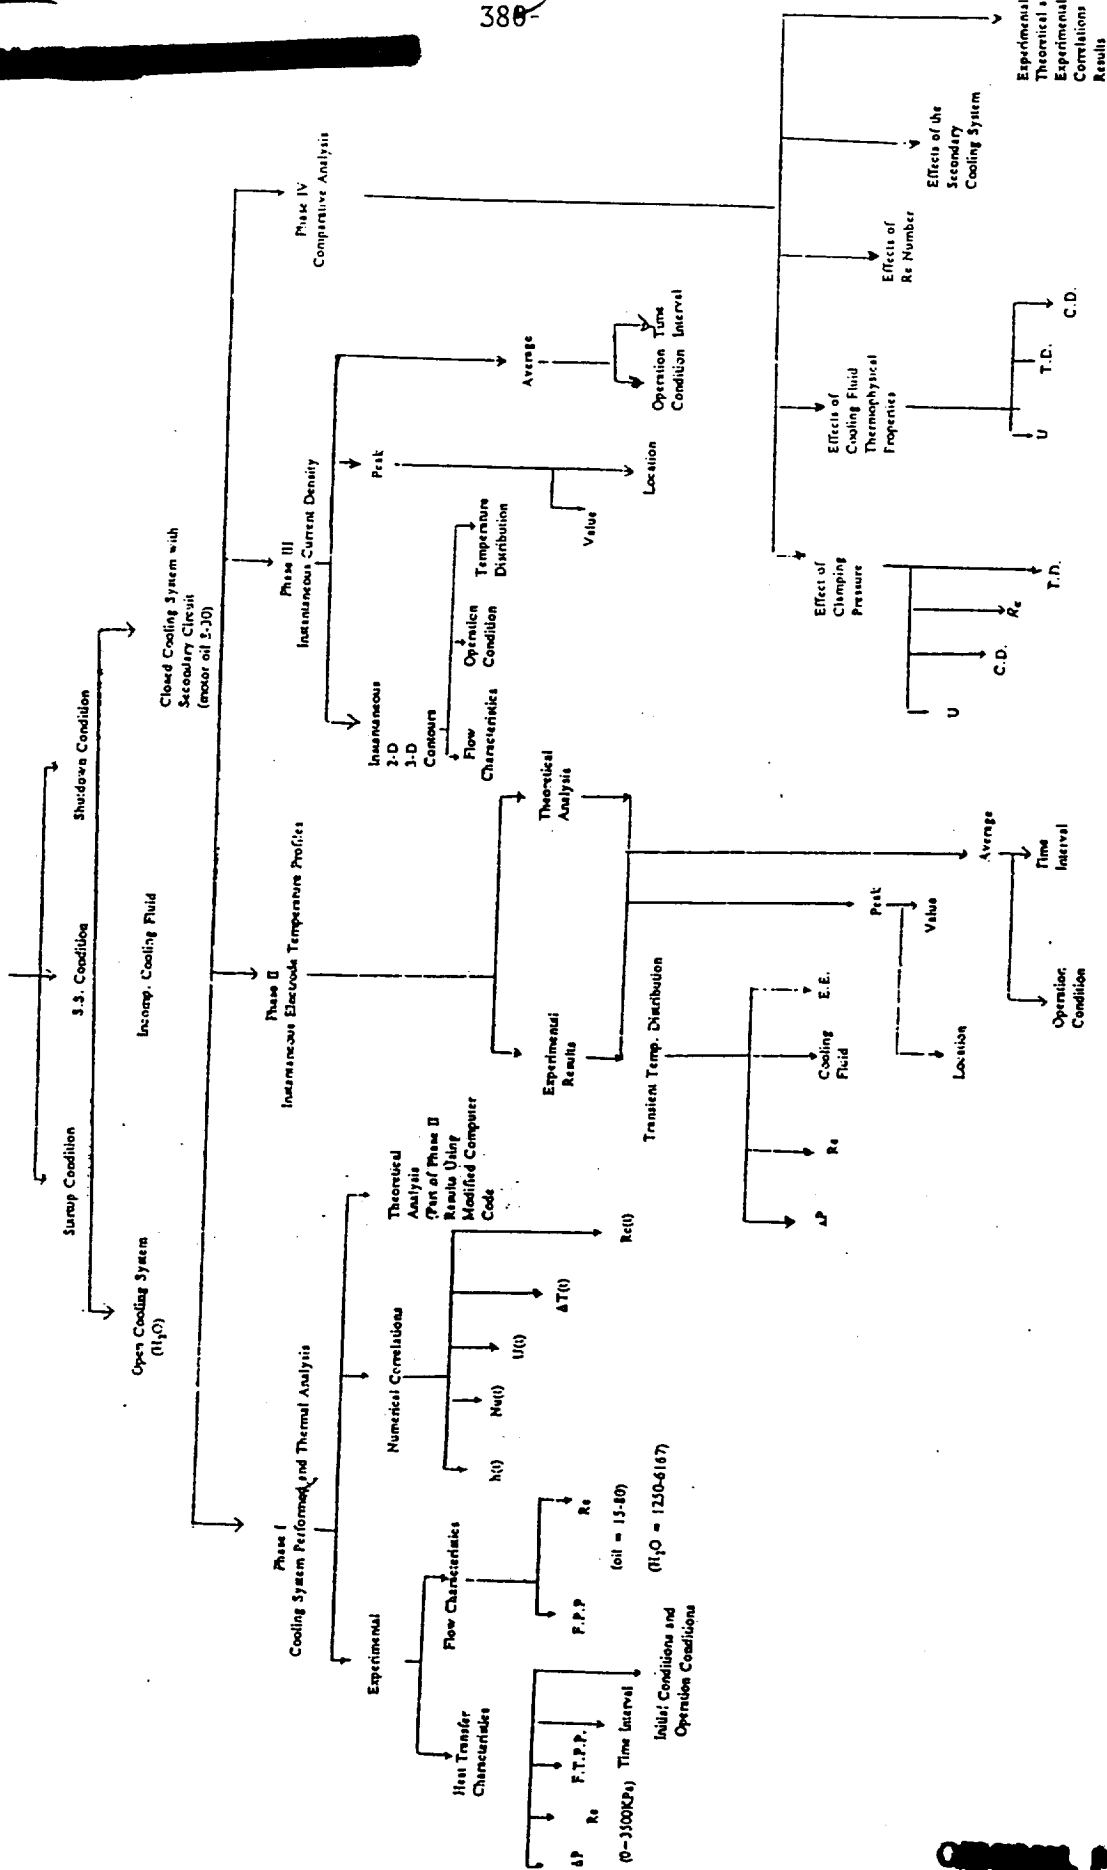 388-
Startup Condition
S.S. Condition
Shutdown Condition
Open Cooling System
(H₂O)
Incomp. Cooling Fluid
Closed Cooling System with
Secondary Circuit
(motor oil S-30)
Phase I
Cooling System Performed and Thermal Analysis
Experimental
Heat Transfer
Characteristics
ΔP
Re
F.T.P.P.
Time Interval
(0-3500KPa)
Initial Conditions and
Operation Conditions
Flow Characteristics
F.P.P
Re
(oil = 15-80)
(H₂O = 1250-6167)
Numerical Correlations
h(t)
Nu(t)
U(t)
ΔT(t)
Re(t)
Theoretical
Analysis
(Part of Phase II
Results Using
Modified Computer
Code
Phase II
Instantaneous Electrode Temperature Profiles
Experimental
Results
Theoretical
Analysis
Transient Temp. Distribution
ΔP
Re
Cooling
Fluid
E.E.
Peak
Location
Value
Average
Operation
Condition
Time
Interval
Phase III
Instantaneous Current Density
Instantaneous
2-D
3-D
Contours
Flow
Characteristics
Operation
Condition
Temperature
Distribution
Peak
Value
Location
Average
Operation
Condition
Time
Interval
Phase IV
Comparative Analysis
Effect of
Clamping
Pressure
U
C.D.
Re
T.D.
Effects of
Cooling Fluid
Thermophysical
Properties
U
T.D.
C.D.
Effects of
Re Number
Effects of the
Secondary
Cooling System
Experimental
Theoretical a
Experimental
Correlations
Results